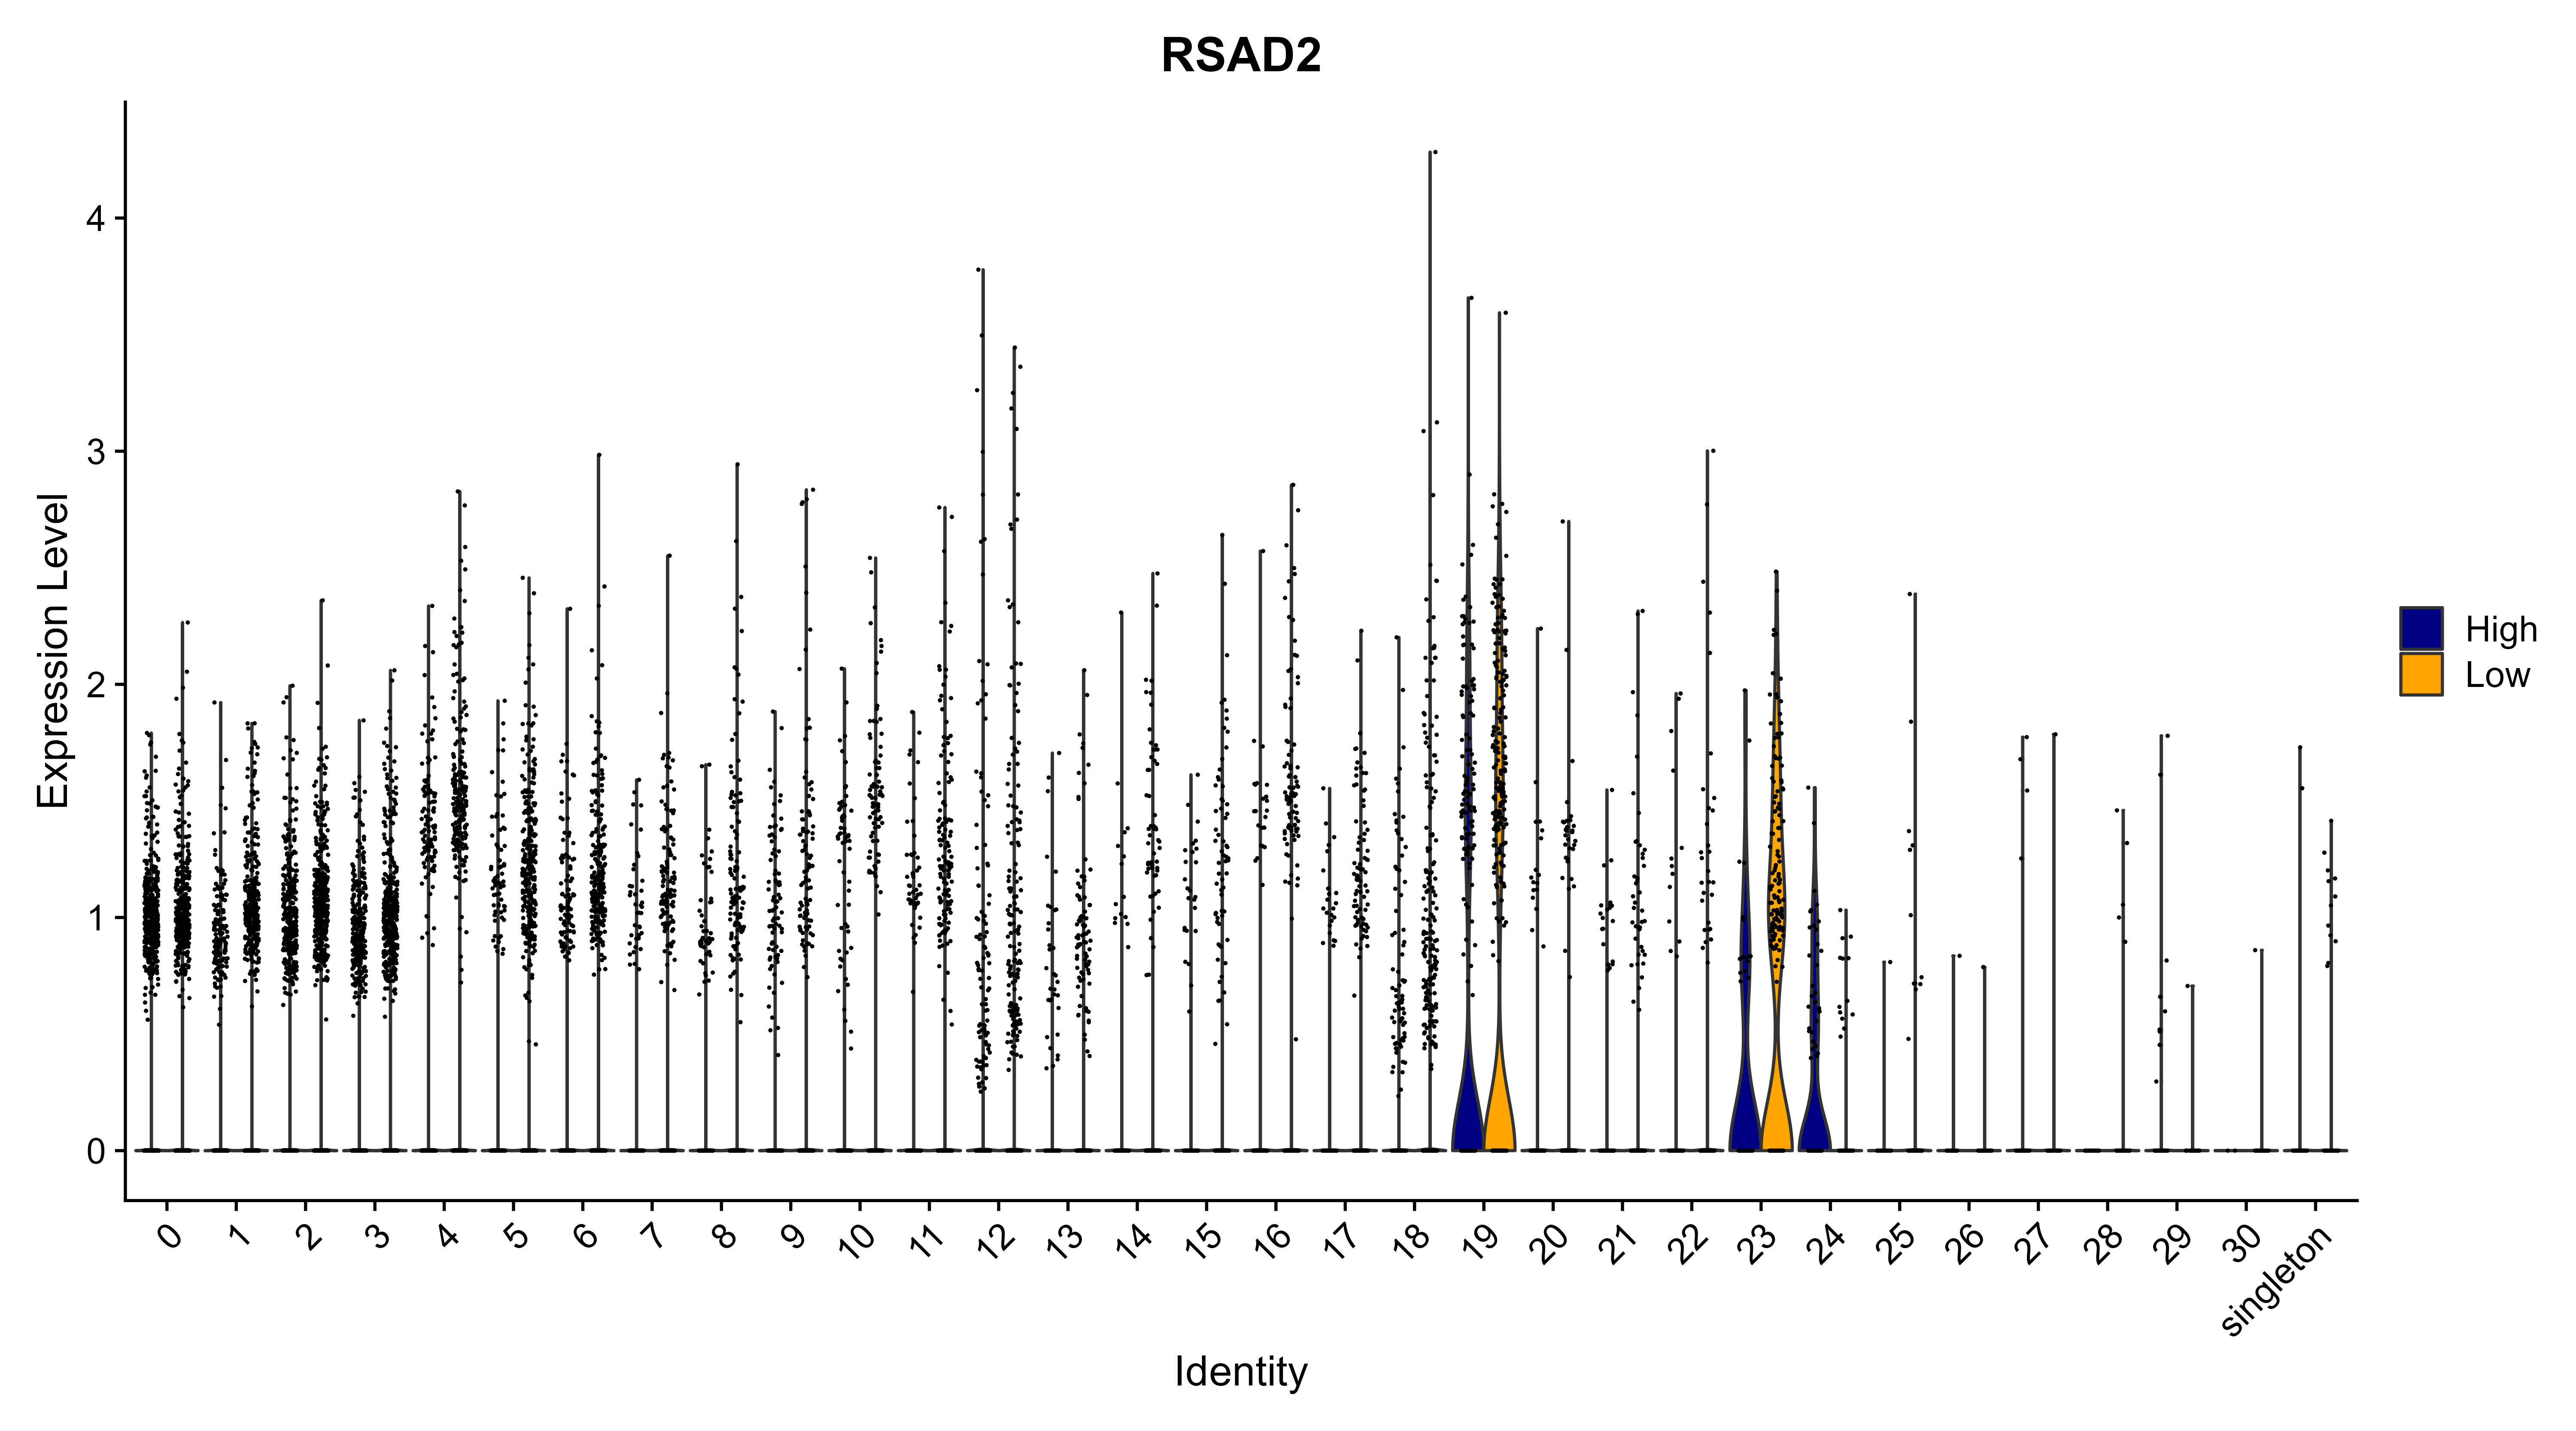 RSAD2
Expression Level
4
3
2
1
0
0 1 2 3 4 5 6 7 8 9 10 11 12 13 14 15 16 17 18 19 20 21 22 23 24 25 26 27 28 29 30 singleton
Identity
High
Low